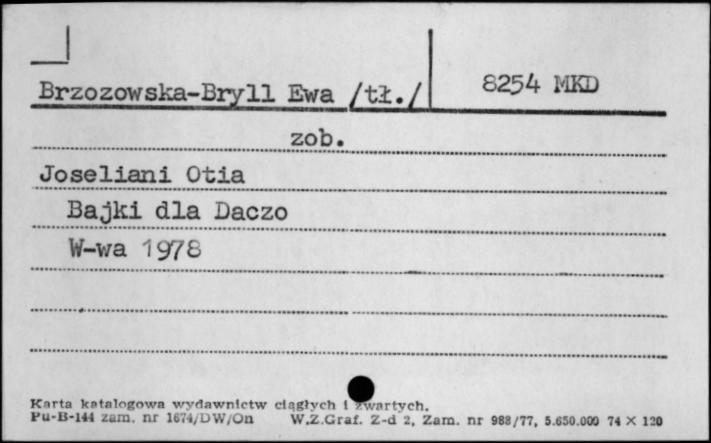 Brzozowska-Bryll Ewa /tł./
8254 MKD
zob.
Joseliani Otia
Bajki dla Daczo
W-wa 1978
Karta katalogowa wydawnictw ciągłych i zwartych.
Pu-B-144 zam. nr 1674/DW/On W.Z.Graf. Z-d 2, Zam. nr 988/77, 5.650.000 74 × 120